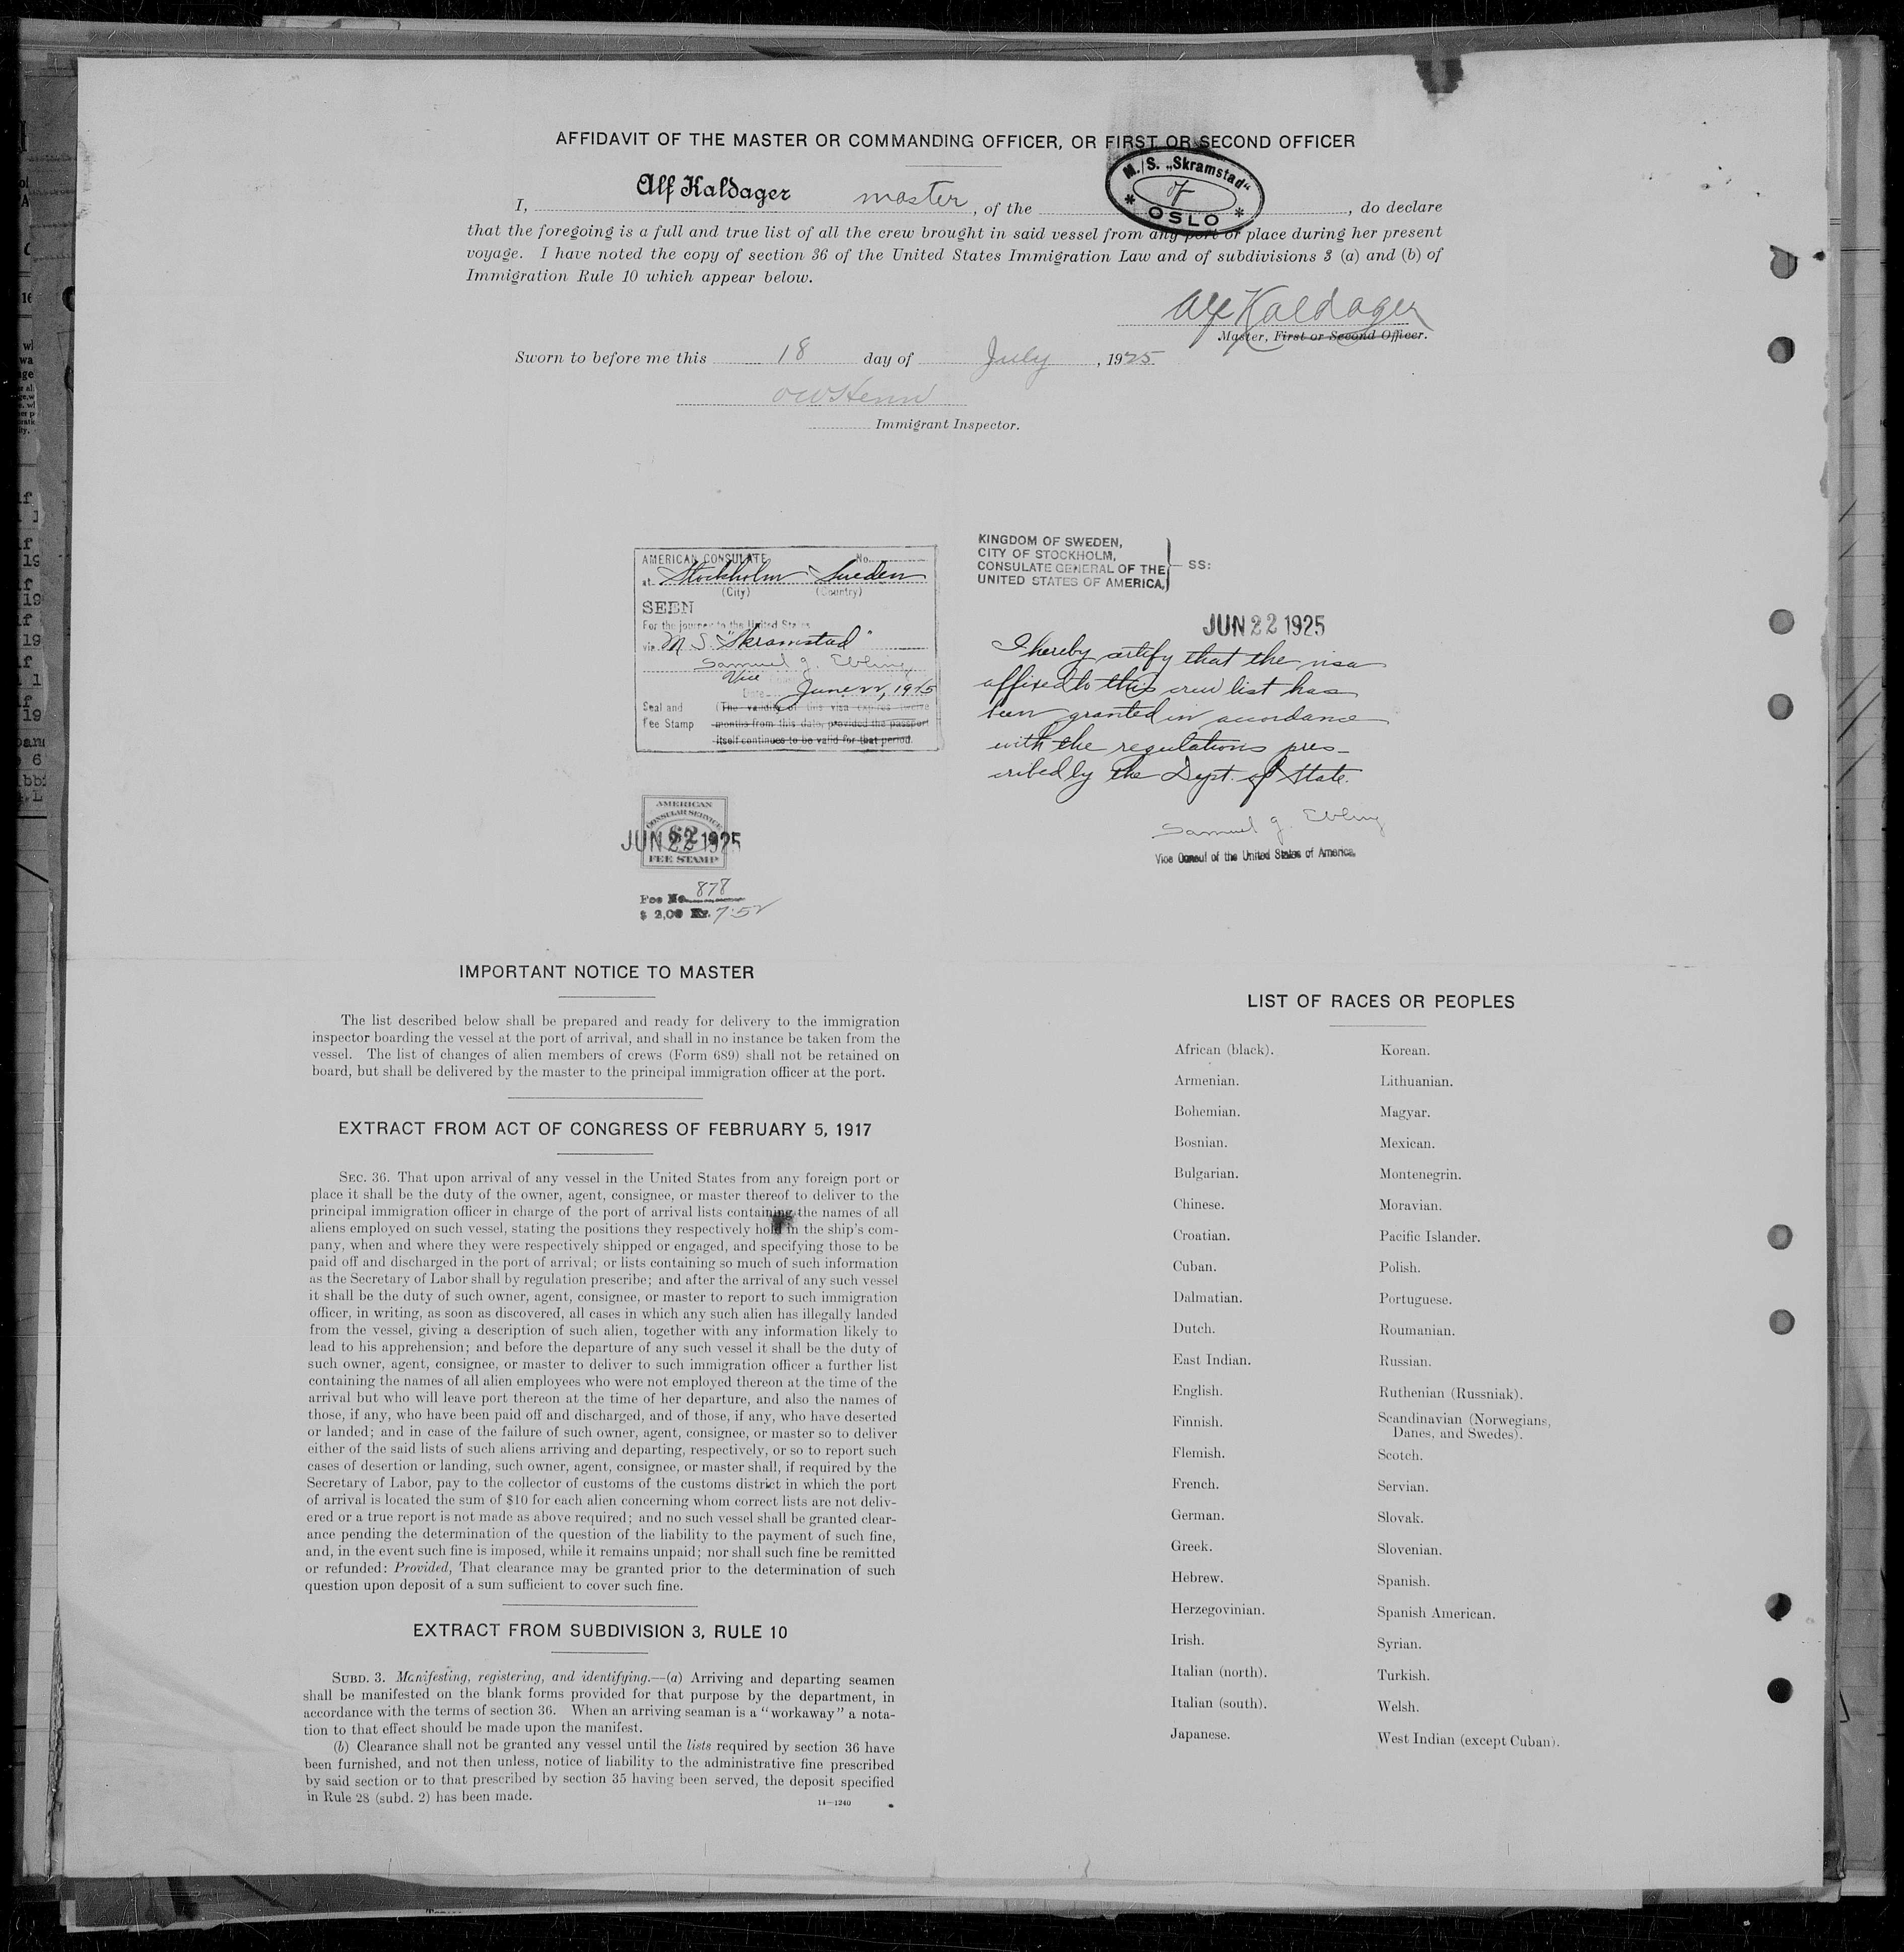 AFFIDAVIT OF THE MASTER OR COMMANDING OFFICER, OR FIRST OR SECOND OFFICER
I, Alf Kaldager master, of the M./S. „Skramstad“ of OSLO, do declare
that the foregoing is a full and true list of all the crew brought in said vessel from any port or place during her present
voyage. I have noted the copy of section 36 of the United States Immigration Law and of subdivisions 3 (a) and (b) of
Immigration Rule 10 which appear below.
Alf Kaldager
Master, First or Second Officer.
Sworn to before me this 18 day of July, 1925
Immigrant Inspector.
AMERICAN CONSULATE No.
at Stockholm Sweden
(City) (Country)
SEEN
For the journey to the United States
via M S. "Skramstad"
Samuel J. Ebling
Vice
Date June 22, 1925
Seal and (The validity of this visa expires twelve
Fee Stamp months from this date, provided the passport
itself continues to be valid for that period.
KINGDOM OF SWEDEN,
CITY OF STOCKHOLM,
CONSULATE GENERAL OF THE
UNITED STATES OF AMERICA, SS:
JUN 22 1925
I hereby certify that the visa
affixed to this crew list has
been granted in accordance
with the regulations pres-
cribed by the Dept. of State.
Samuel J. Ebling
Vice Consul of the United States of America.
AMERICAN
CONSULAR SERVICE
$2
JUN 22 1925
FEE STAMP
Fee No. 878
$ 2,00 Kr. 7.52
IMPORTANT NOTICE TO MASTER
The list described below shall be prepared and ready for delivery to the immigration
inspector boarding the vessel at the port of arrival, and shall in no instance be taken from the
vessel. The list of changes of alien members of crews (Form 689) shall not be retained on
board, but shall be delivered by the master to the principal immigration officer at the port.
EXTRACT FROM ACT OF CONGRESS OF FEBRUARY 5, 1917
SEC. 36. That upon arrival of any vessel in the United States from any foreign port or
place it shall be the duty of the owner, agent, consignee, or master thereof to deliver to the
principal immigration officer in charge of the port of arrival lists containing the names of all
aliens employed on such vessel, stating the positions they respectively hold in the ship's com-
pany, when and where they were respectively shipped or engaged, and specifying those to be
paid off and discharged in the port of arrival; or lists containing so much of such information
as the Secretary of Labor shall by regulation prescribe; and after the arrival of any such vessel
it shall be the duty of such owner, agent, consignee, or master to report to such immigration
officer, in writing, as soon as discovered, all cases in which any such alien has illegally landed
from the vessel, giving a description of such alien, together with any information likely to
lead to his apprehension; and before the departure of any such vessel it shall be the duty of
such owner, agent, consignee, or master to deliver to such immigration officer a further list
containing the names of all alien employees who were not employed thereon at the time of the
arrival but who will leave port thereon at the time of her departure, and also the names of
those, if any, who have been paid off and discharged, and of those, if any, who have deserted
or landed; and in case of the failure of such owner, agent, consignee, or master so to deliver
either of the said lists of such aliens arriving and departing, respectively, or so to report such
cases of desertion or landing, such owner, agent, consignee, or master shall, if required by the
Secretary of Labor, pay to the collector of customs of the customs district in which the port
of arrival is located the sum of $10 for each alien concerning whom correct lists are not deliv-
ered or a true report is not made as above required; and no such vessel shall be granted clear-
ance pending the determination of the question of the liability to the payment of such fine,
and, in the event such fine is imposed, while it remains unpaid; nor shall such fine be remitted
or refunded: Provided, That clearance may be granted prior to the determination of such
question upon deposit of a sum sufficient to cover such fine.
EXTRACT FROM SUBDIVISION 3, RULE 10
SUBD. 3. Manifesting, registering, and identifying.—(a) Arriving and departing seamen
shall be manifested on the blank forms provided for that purpose by the department, in
accordance with the terms of section 36. When an arriving seaman is a "workaway" a nota-
tion to that effect should be made upon the manifest.
(b) Clearance shall not be granted any vessel until the lists required by section 36 have
been furnished, and not then unless, notice of liability to the administrative fine prescribed
by said section or to that prescribed by section 35 having been served, the deposit specified
in Rule 28 (subd. 2) has been made.
14—1240
LIST OF RACES OR PEOPLES
African (black).
Armenian.
Bohemian.
Bosnian.
Bulgarian.
Chinese.
Croatian.
Cuban.
Dalmatian.
Dutch.
East Indian.
English.
Finnish.
Flemish.
French.
German.
Greek.
Hebrew.
Herzegovinian.
Irish.
Italian (north).
Italian (south).
Japanese.
Korean.
Lithuanian.
Magyar.
Mexican.
Montenegrin.
Moravian.
Pacific Islander.
Polish.
Portuguese.
Roumanian.
Russian.
Ruthenian (Russniak).
Scandinavian (Norwegians,
Danes, and Swedes).
Scotch.
Servian.
Slovak.
Slovenian.
Spanish.
Spanish American.
Syrian.
Turkish.
Welsh.
West Indian (except Cuban).